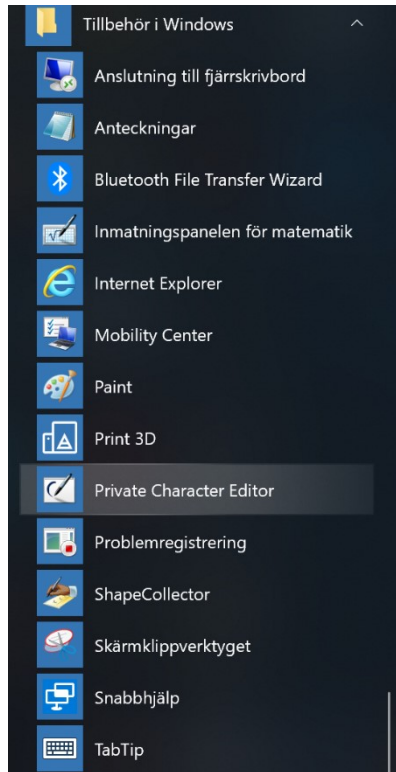 Tillbehör i Windows
Anslutning till fjärrskrivbord
Anteckningar
Bluetooth File Transfer Wizard
Inmatningspanelen för matematik
Internet Explorer
Mobility Center
Paint
Print 3D
Private Character Editor
Problemregistrering
ShapeCollector
Skärmklippverktyget
Snabbhjälp
TabTip